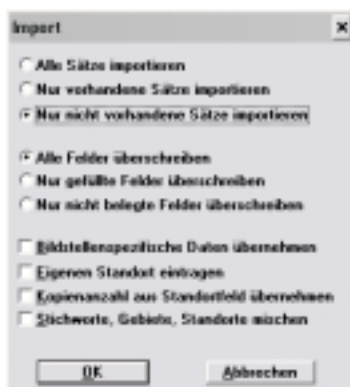 Import
Alle Sätze importieren
Nur vorhandene Sätze importieren
Nur nicht vorhandene Sätze importieren
Alle Felder überschreiben
Nur gefüllte Felder überschreiben
Nur nicht belegte Felder überschreiben
Bildstellenspezifische Daten übernehmen
Eigenen Standort eintragen
Kopienanzahl aus Standortfeld übernehmen
Stichworte, Gebiete, Standorte mischen
OK Abbrechen